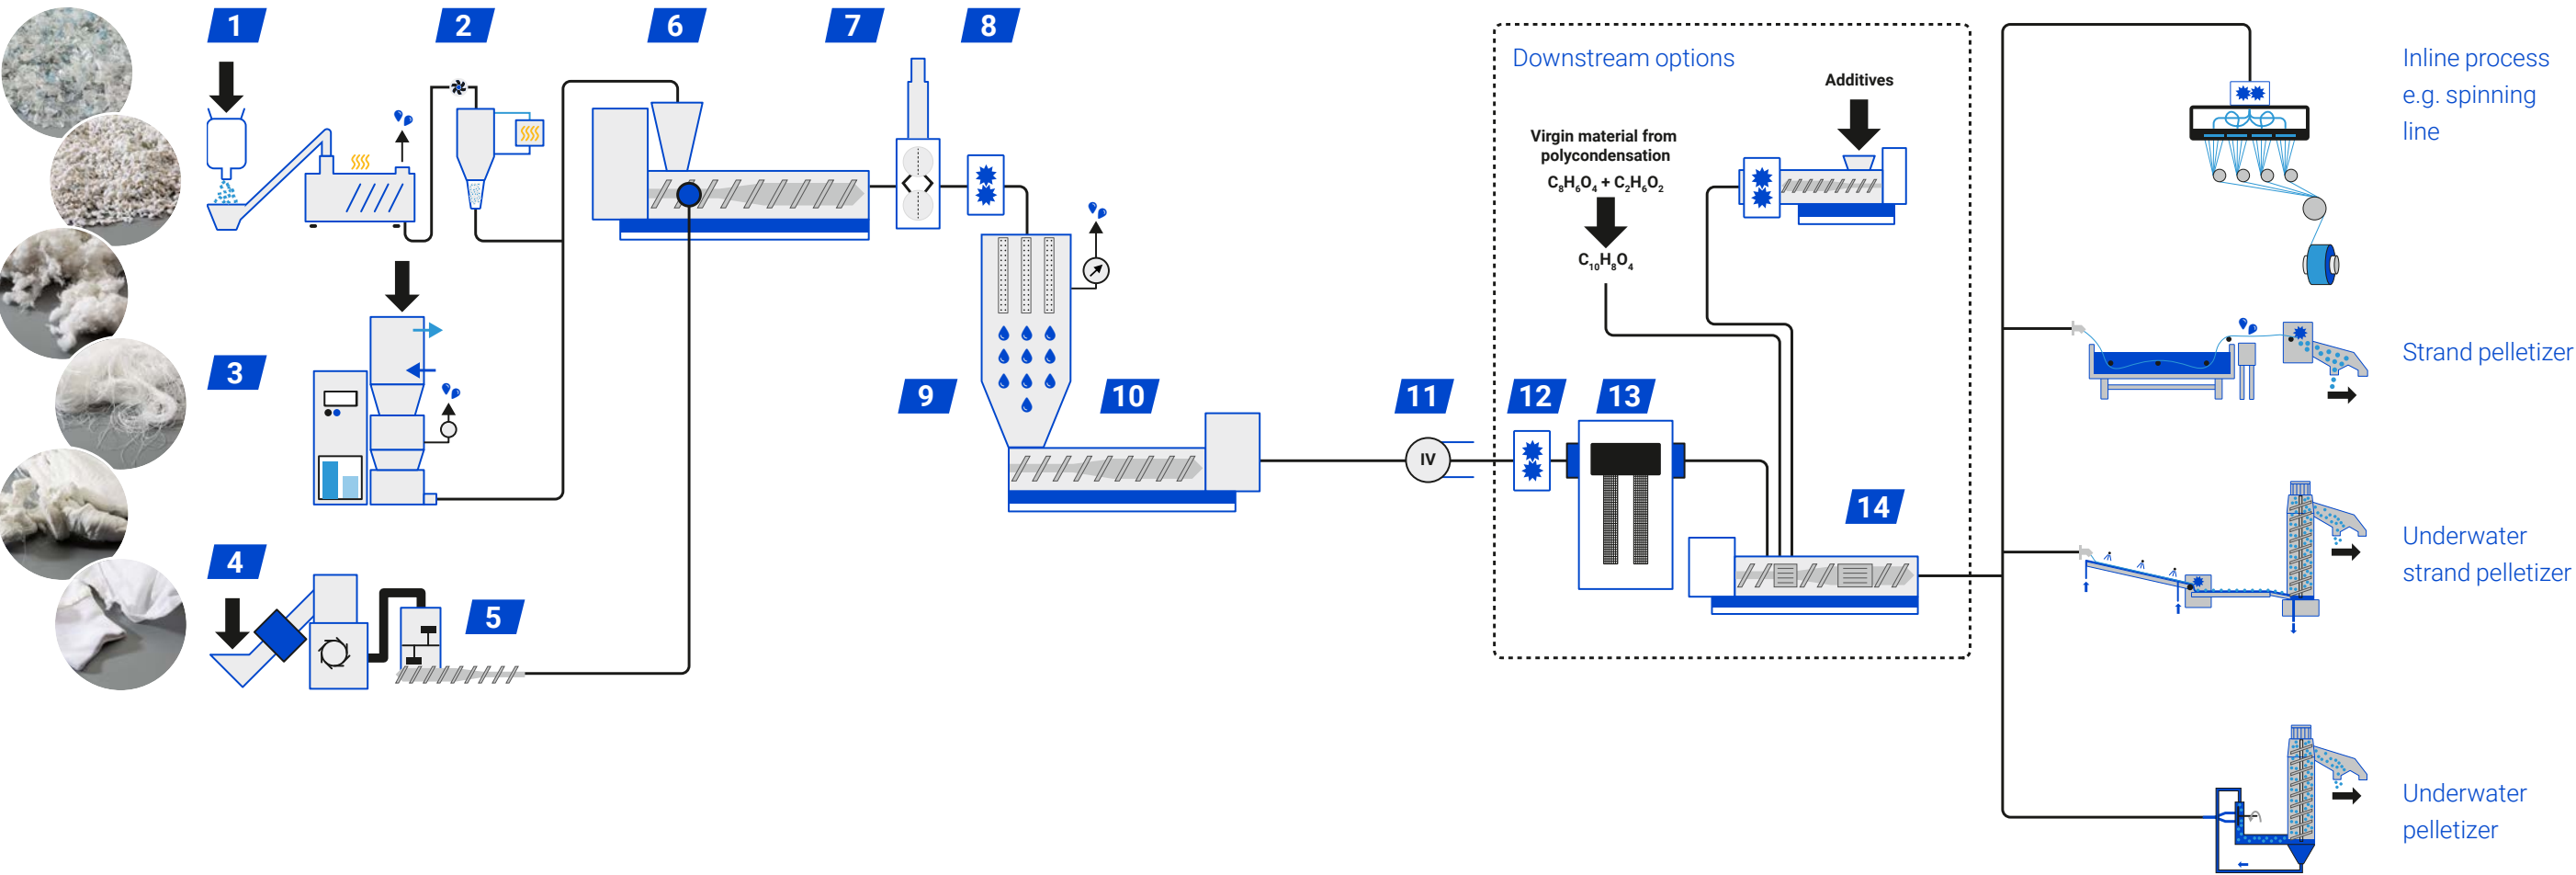 1
2
6
7
8
Downstream options
Additives
Virgin material from
polycondensation
C₈H₆O₄ + C₂H₆O₂
C₁₀H₈O₄
Inline process
e.g. spinning
line
3
9
10
11
12
13
IV
14
Strand pelletizer
4
5
Underwater
strand pelletizer
Underwater
pelletizer